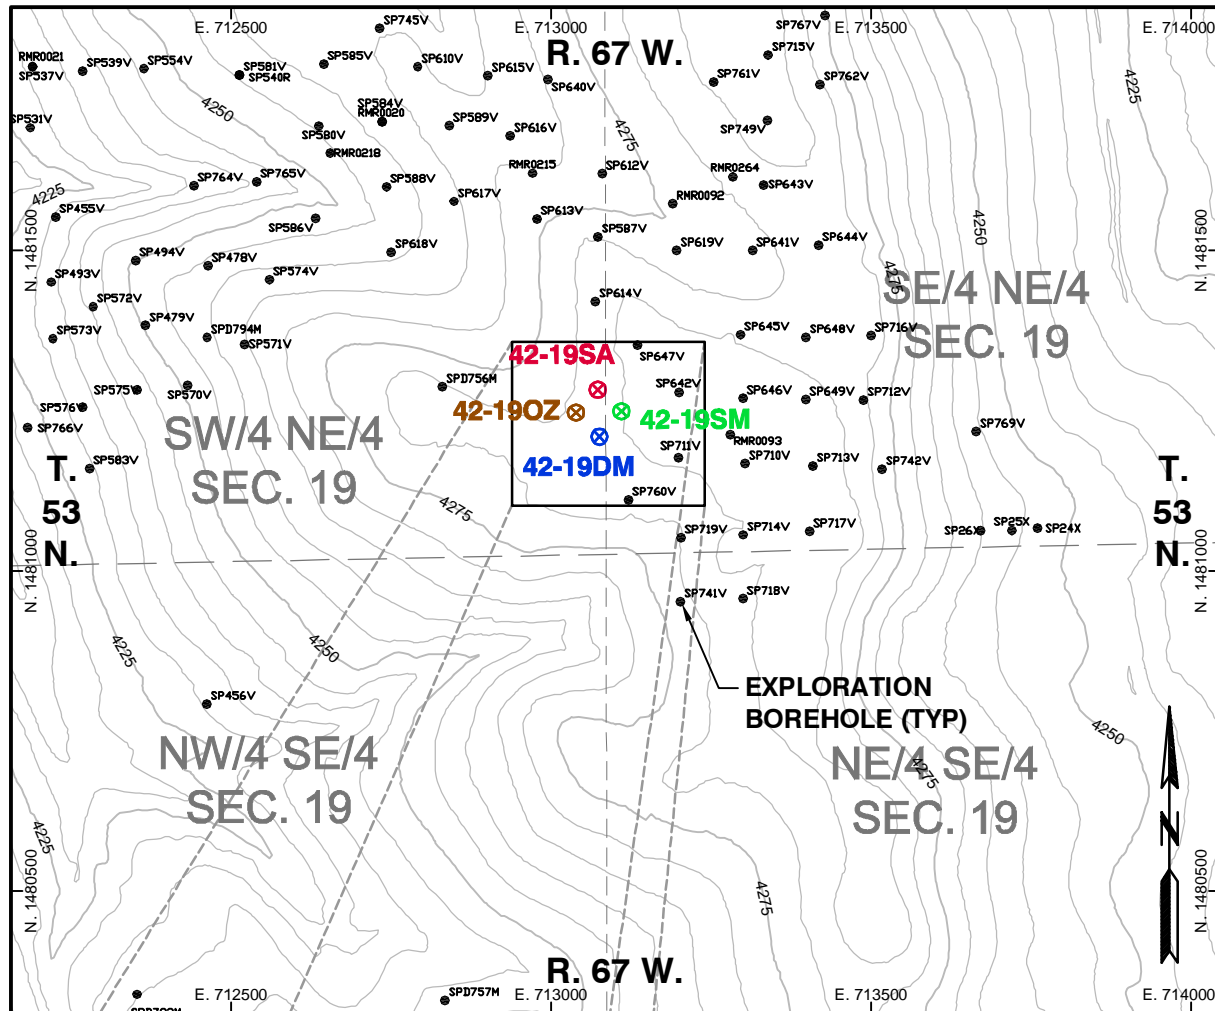 E. 712500
E. 713000
E. 713500
E. 714000
R. 67 W.
SP745V
SP767V
RMR0021
SP537V
SP539V
SP554V
SP581V
SP540R
SP585V
SP610V
SP615V
SP640V
SP715V
SP761V
SP762V
4225
4250
SP531V
SP584V
RMR0020
SP580V
RMR0218
SP589V
SP616V
4275
SP749V
SP764V
SP765V
SP588V
RMR0215
SP612V
RMR0264
SP643V
4225
SP455V
SP586V
SP617V
SP613V
RMR0092
SP587V
4250
N. 1481500
SP494V
SP478V
SP618V
SP619V
SP641V
SP644V
N. 1481500
SP493V
SP574V
4275
SE/4 NE/4
SEC. 19
SP572V
SP614V
SP573V
SP479V
SPD794M
SP571V
SP645V
SP648V
SP716V
42-19SA
SP647V
SP575V
SP570V
SPD756M
SP642V
SP646V
SP649V
SP712V
SP576V
42-19OZ
42-19SM
SP766V
SW/4 NE/4
SEC. 19
RMR0093
SP769V
42-19DM
SP711V
SP710V
SP713V
SP742V
SP583V
T.
53
N.
T.
53
N.
4275
SP760V
SP719V
SP714V
SP717V
SP26X
SP25X
SP24X
N. 1481000
N. 1481000
SP741V
SP718V
4225
4250
EXPLORATION
BOREHOLE (TYP)
SP456V
4250
NW/4 SE/4
SEC. 19
NE/4 SE/4
SEC. 19
4275
4225
N
N. 1480500
4275
N. 1480500
R. 67 W.
SPD757M
E. 712500
E. 713000
E. 713500
E. 714000